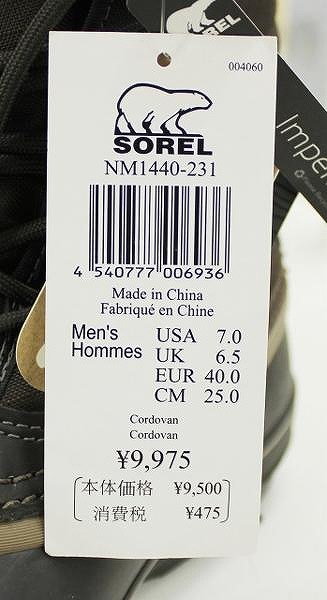 SOREL
004060
SOREL
NM1440-231
4 540777 006936
Made in China
Fabriqué en Chine
Men's
Hommes
USA 7.0
UK 6.5
EUR 40.0
CM 25.0
Cordovan
Cordovan
¥9,975
本体価格 ¥9,500
消費税 ¥475